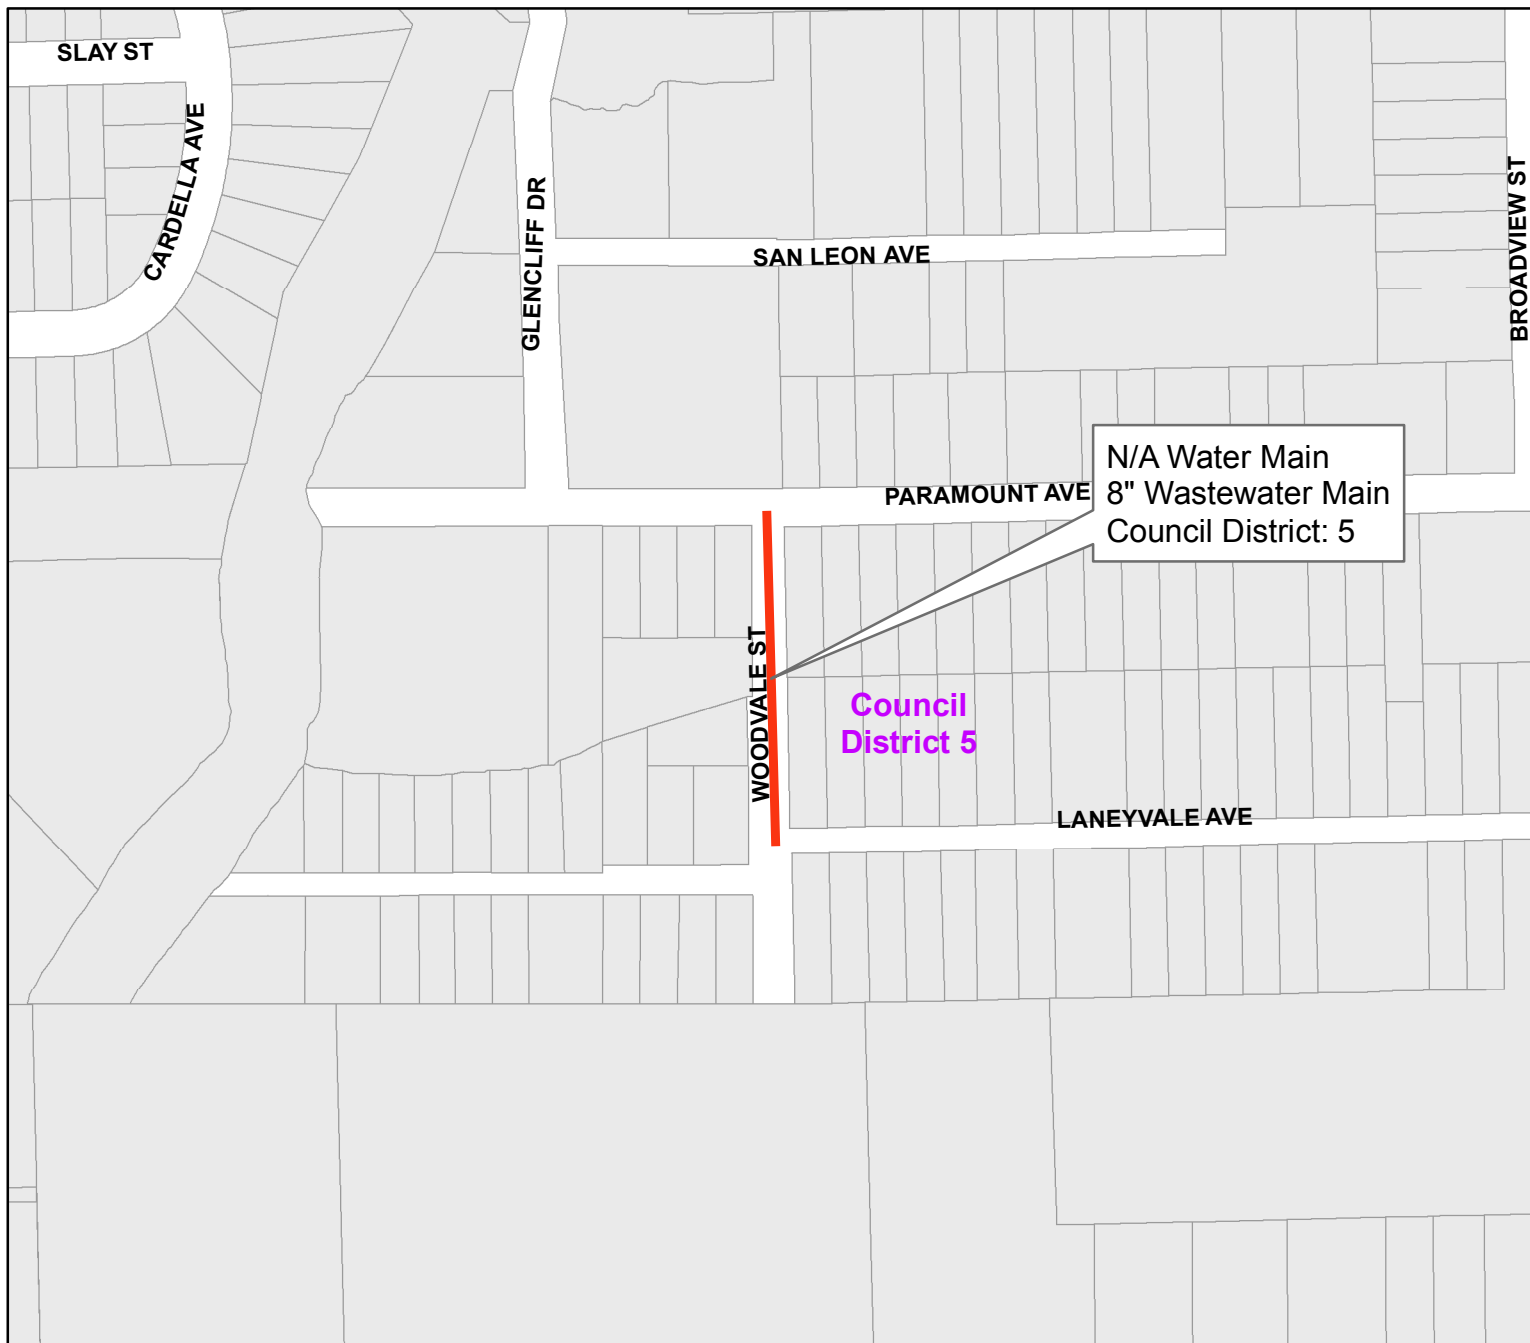 SLAY ST
CARDELLA AVE
GLENCLIFF DR
SAN LEON AVE
BROADVIEW ST
N/A Water Main
8" Wastewater Main
Council District: 5
PARAMOUNT AVE
WOODVALE ST
Council
District 5
LANEYVALE AVE